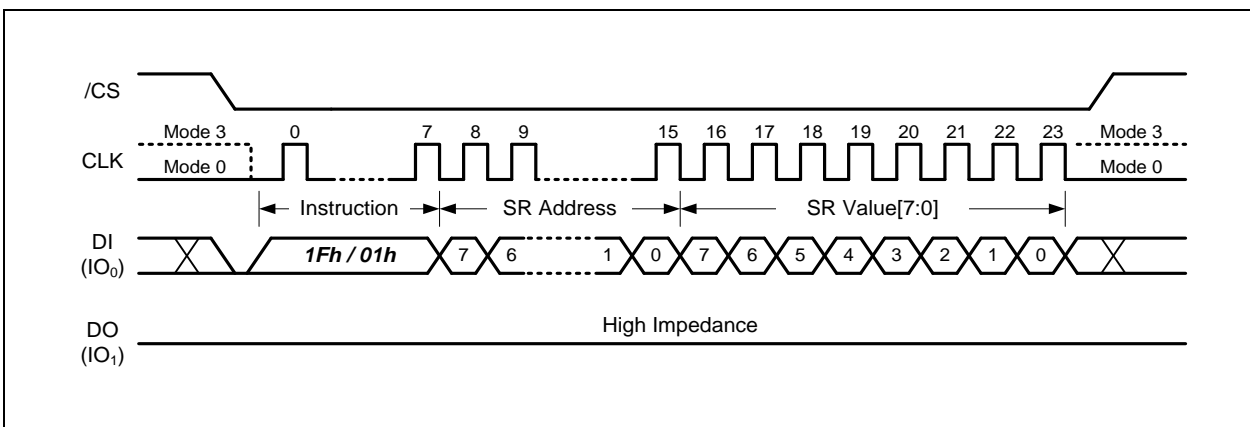 /CS
Mode 3 0 7 8 9 15 16 17 18 19 20 21 22 23 Mode 3
CLK Mode 0 Mode 0
Instruction SR Address SR Value[7:0]
DI 1Fh / 01h 7 6 1 0 7 6 5 4 3 2 1 0
(IO₀)
High Impedance
DO
(IO₁)